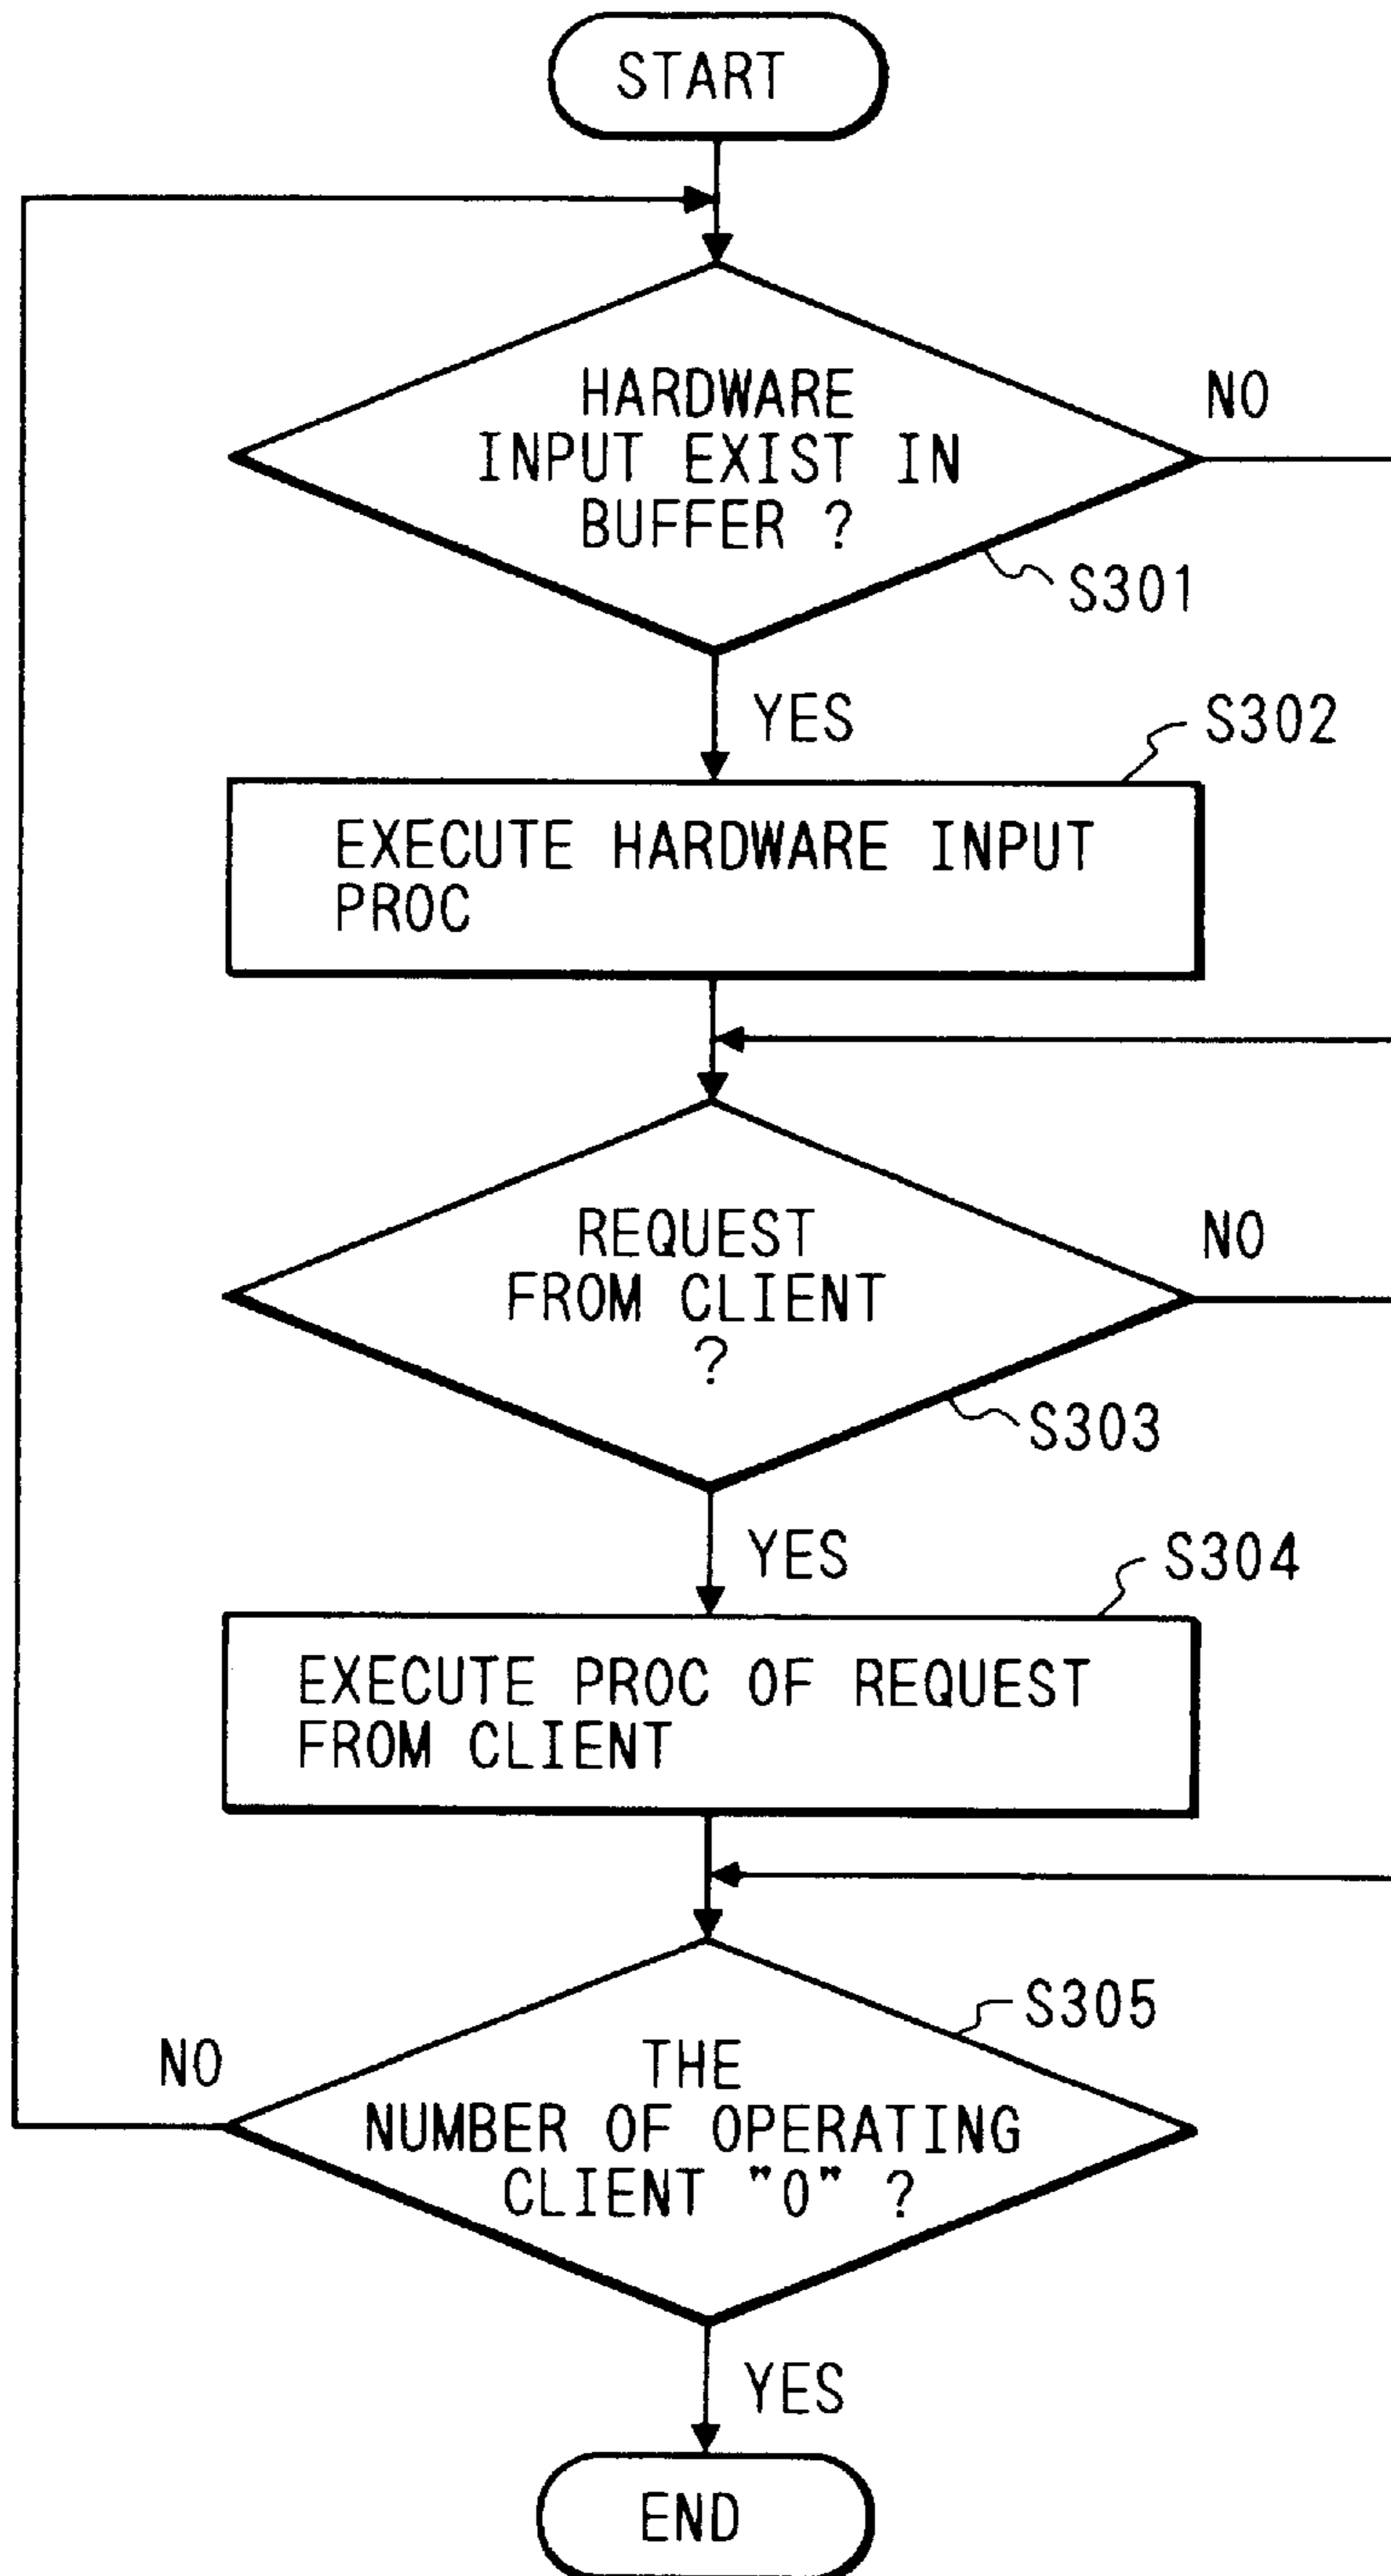 START
HARDWARE
INPUT EXIST IN
BUFFER ?
NO
S301
YES
S302
EXECUTE HARDWARE INPUT
PROC
REQUEST
FROM CLIENT
?
NO
S303
YES
S304
EXECUTE PROC OF REQUEST
FROM CLIENT
S305
NO
THE
NUMBER OF OPERATING
CLIENT "0" ?
YES
END